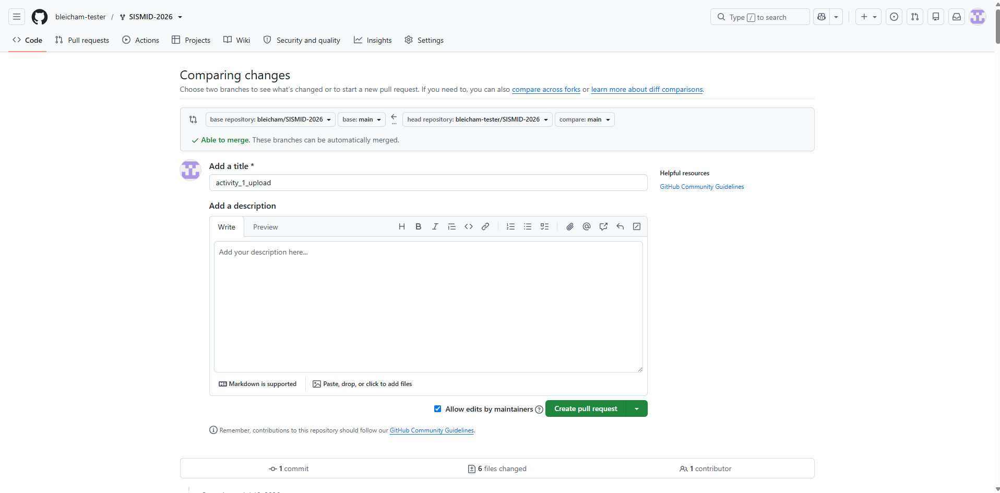 bleicham-tester / SISMID-2026
Type / to search
Code Pull requests Actions Projects Wiki Security and quality Insights Settings
Comparing changes
Choose two branches to see what's changed or to start a new pull request. If you need to, you can also compare across forks or learn more about diff comparisons.
base repository: bleicham/SISMID-2026 base: main ← ... head repository: bleicham-tester/SISMID-2026 compare: main
Able to merge. These branches can be automatically merged.
Add a title *
activity_1_upload
Helpful resources
GitHub Community Guidelines
Add a description
Write Preview
Add your description here...
Markdown is supported Paste, drop, or click to add files
Allow edits by maintainers Create pull request
Remember, contributions to this repository should follow our GitHub Community Guidelines.
1 commit 6 files changed 1 contributor